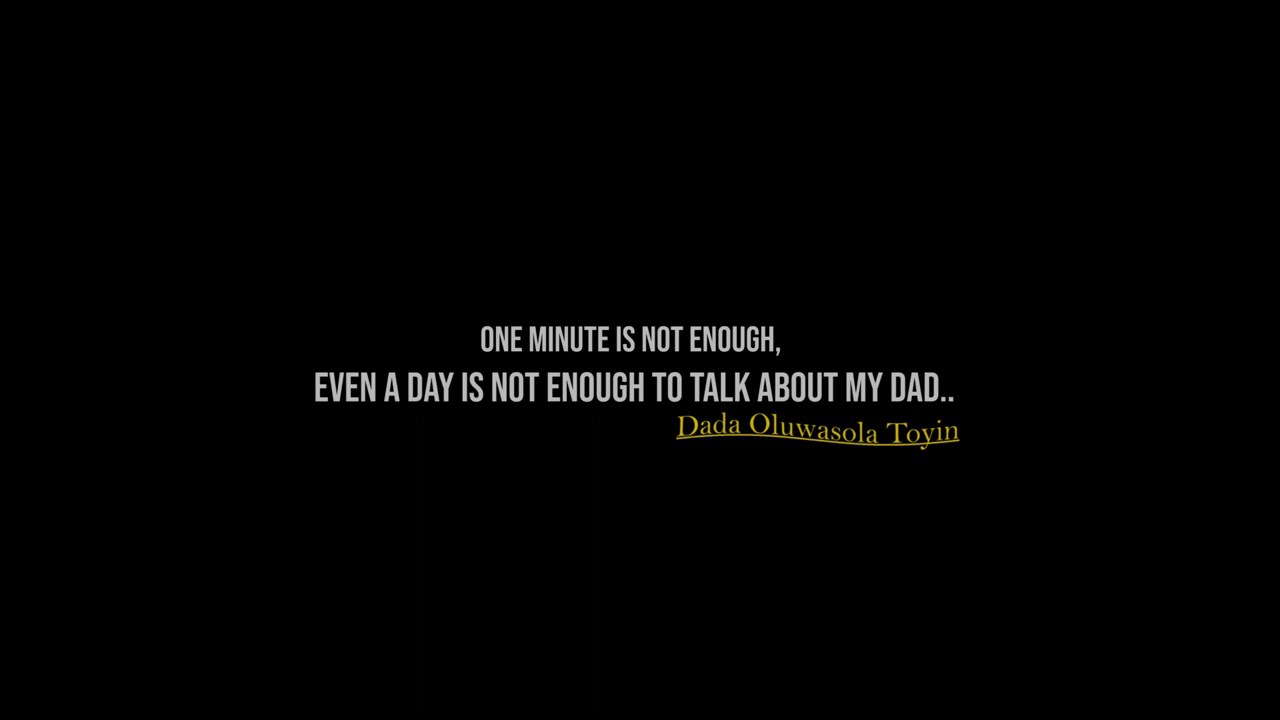 ONE MINUTE IS NOT ENOUGH,
EVEN A DAY IS NOT ENOUGH TO TALK ABOUT MY DAD..
Dada Oluwasola Toyin